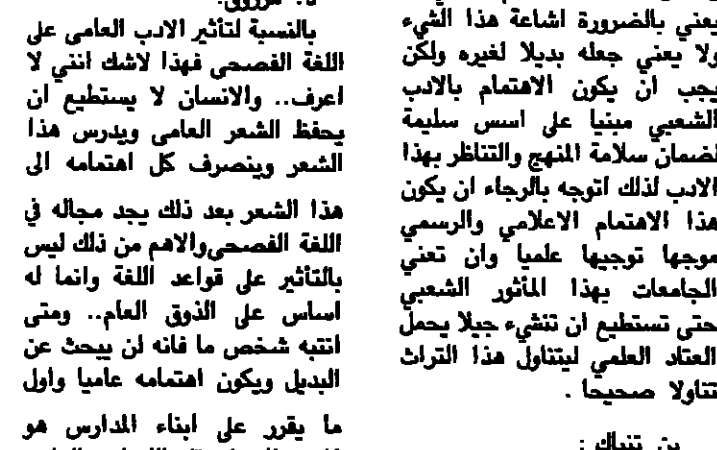 يعني بالضرورة اشاعة هذا الشيء
ولا يعني جعله بديلا لغيره ولكن
يجب ان يكون الاهتمام بالادب
الشعبي مبنيا على اسس سليمة
لضمان سلامة المنهج والتناظر بهذا
الادب لذلك اتوجه بالرجاء ان يكون
هذا الاهتمام الاعلامي والرسمي
موجها توجيها علميا وان تعني
الجامعات بهذا المأثور الشعبي
حتى تستطيع ان تنشيء جيلا يحمل
العتاد العلمي ليتناول هذا التراث
تتاولا صحيحا .
بن تنباك :
بالنسبة لتأثير الادب العامى على
اللغة الفصحى فهذا لاشك انني لا
اعرف.. والانسان لا يستطيع ان
يحفظ الشعر العامى ويدرس هذا
الشعر وينصرف كل اهتمامه الى
هذا الشعر بعد ذلك يجد مجاله في
اللغة الفصحى والاهم من ذلك ليس
بالتأثير على قواعد اللغة وانما له
اساس على الذوق العام.. ومتى
انتبه شخص ما فانه لن يبحث عن
البديل ويكون اهتمامه عاميا واول
ما يقرر على ابناء المدارس هو